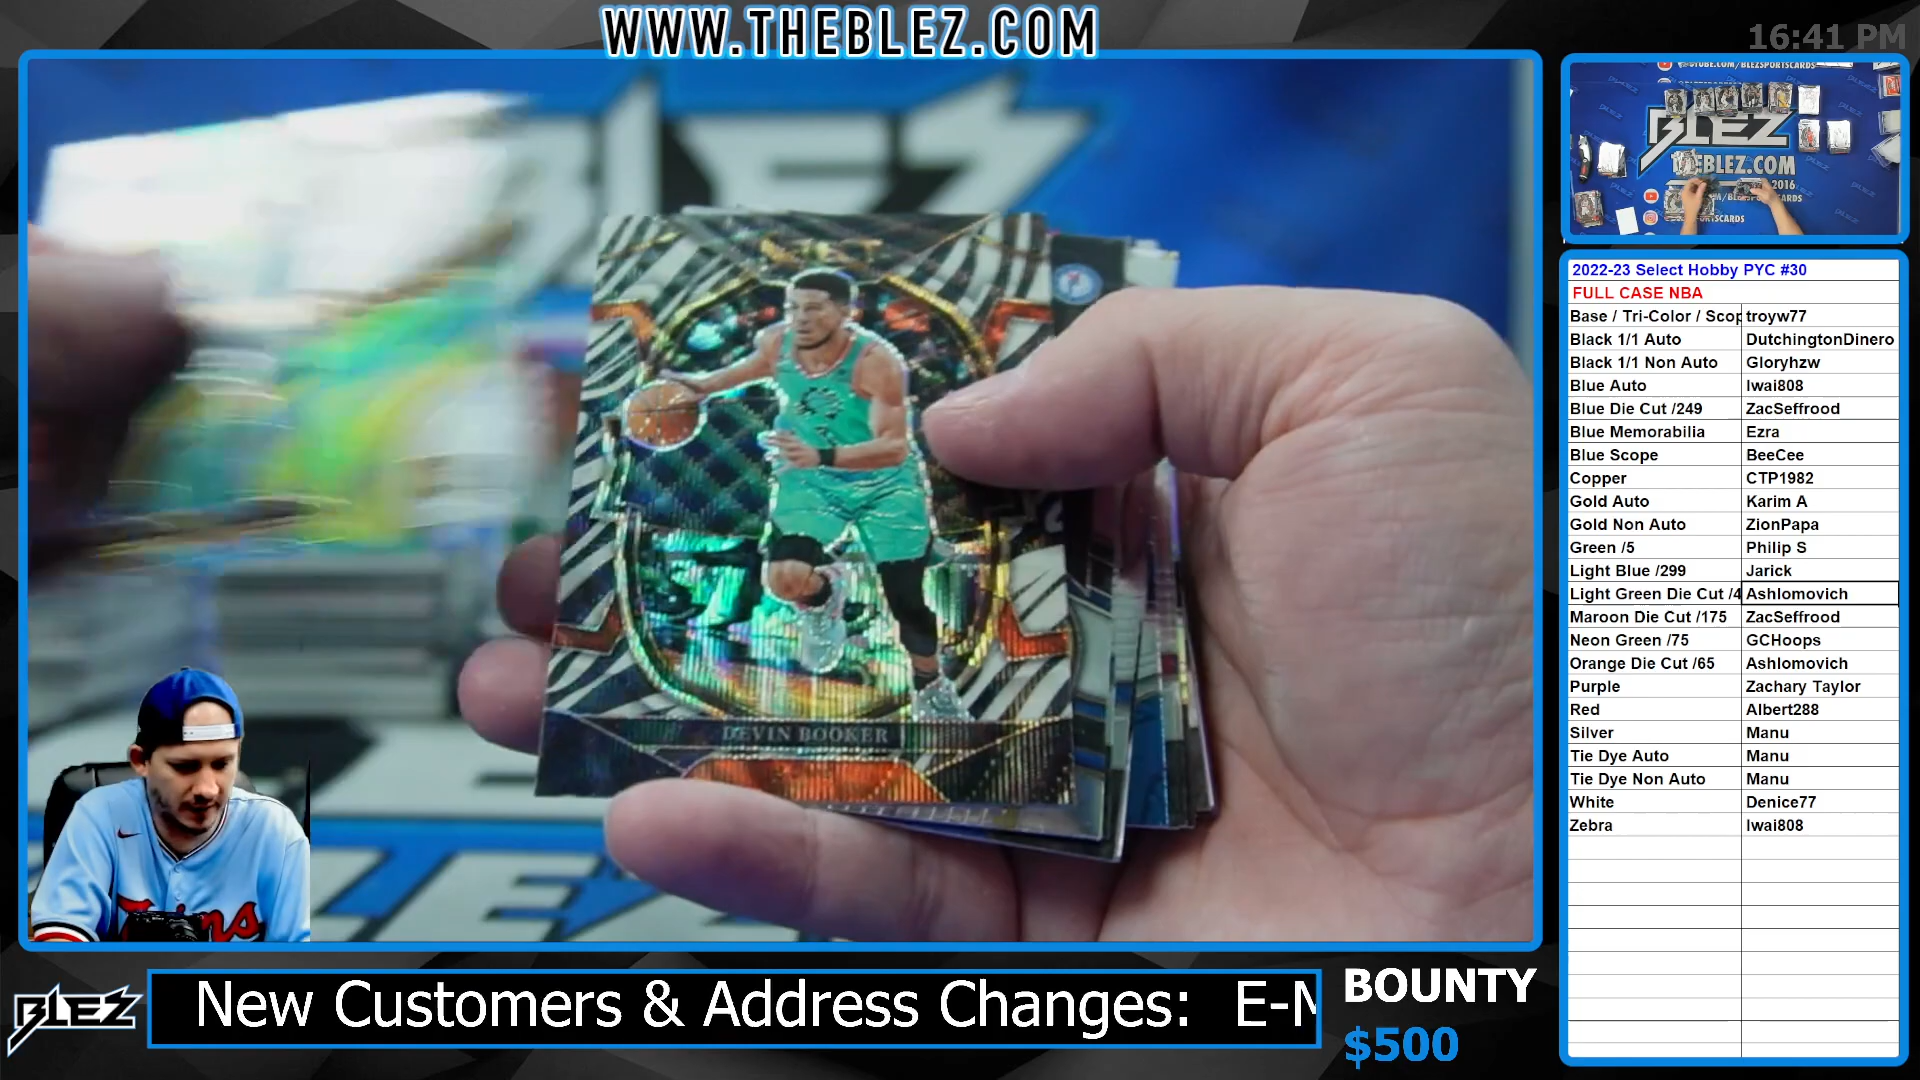 WWW.THEBLEZ.COM
16:41 PM
BLEZ
DEVIN BOOKER
BLEZ
THEBLEZ.COM
2016
2022-23 Select Hobby PYC #30
FULL CASE NBA
Base / Tri-Color / Scop troyw77
Black 1/1 Auto DutchingtonDinero
Black 1/1 Non Auto Gloryhzw
Blue Auto Iwai808
Blue Die Cut /249 ZacSeffrood
Blue Memorabilia Ezra
Blue Scope BeeCee
Copper CTP1982
Gold Auto Karim A
Gold Non Auto ZionPapa
Green /5 Philip S
Light Blue /299 Jarick
Light Green Die Cut /4 Ashlomovich
Maroon Die Cut /175 ZacSeffrood
Neon Green /75 GCHoops
Orange Die Cut /65 Ashlomovich
Purple Zachary Taylor
Red Albert288
Silver Manu
Tie Dye Auto Manu
Tie Dye Non Auto Manu
White Denice77
Zebra Iwai808
BLEZ
New Customers & Address Changes: E-M
BOUNTY
$500